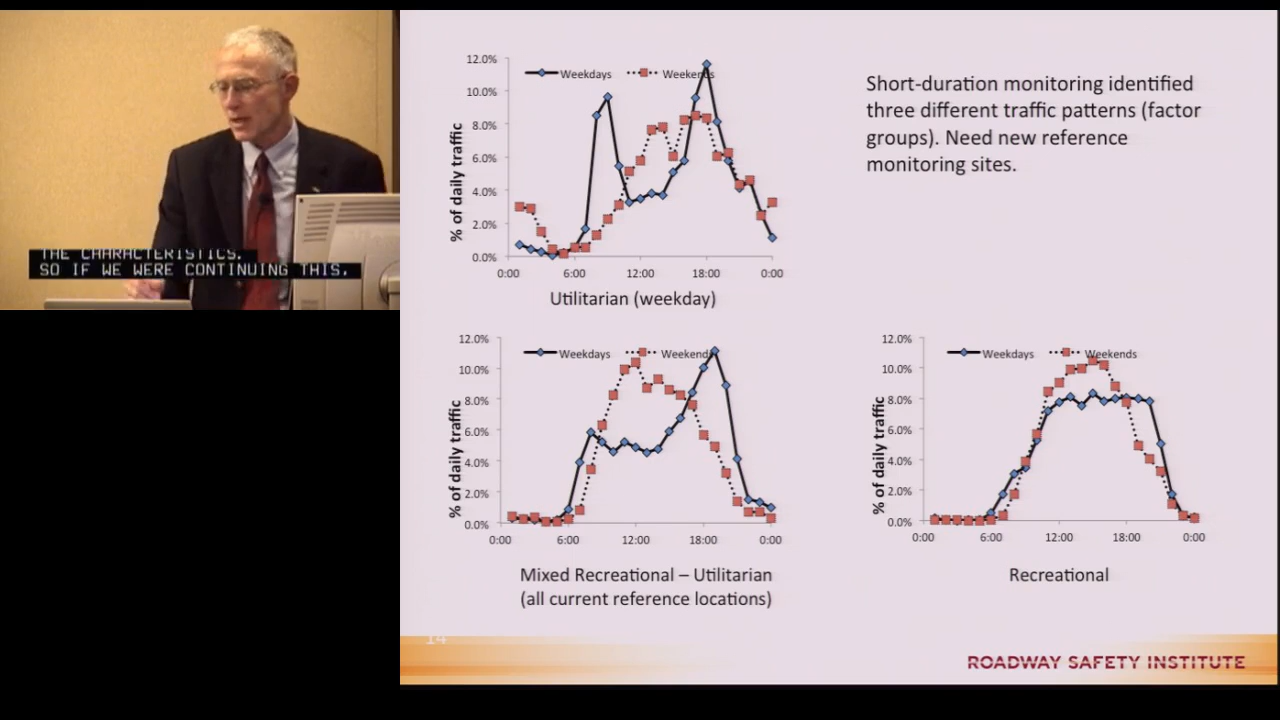 THE CHARACTERISTICS.
SO IF WE WERE CONTINUING THIS,
12.0%
10.0%
8.0%
6.0%
4.0%
2.0%
0.0%
% of daily traffic
Weekdays
Weekends
0:00 6:00 12:00 18:00 0:00
Utilitarian (weekday)
Short-duration monitoring identified
three different traffic patterns (factor
groups). Need new reference
monitoring sites.
12.0%
10.0%
8.0%
6.0%
4.0%
2.0%
0.0%
% of daily traffic
Weekdays
Weekends
0:00 6:00 12:00 18:00 0:00
Mixed Recreational – Utilitarian
(all current reference locations)
12.0%
10.0%
8.0%
6.0%
4.0%
2.0%
0.0%
% of daily traffic
Weekdays
Weekends
0:00 6:00 12:00 18:00 0:00
Recreational
14
ROADWAY SAFETY INSTITUTE